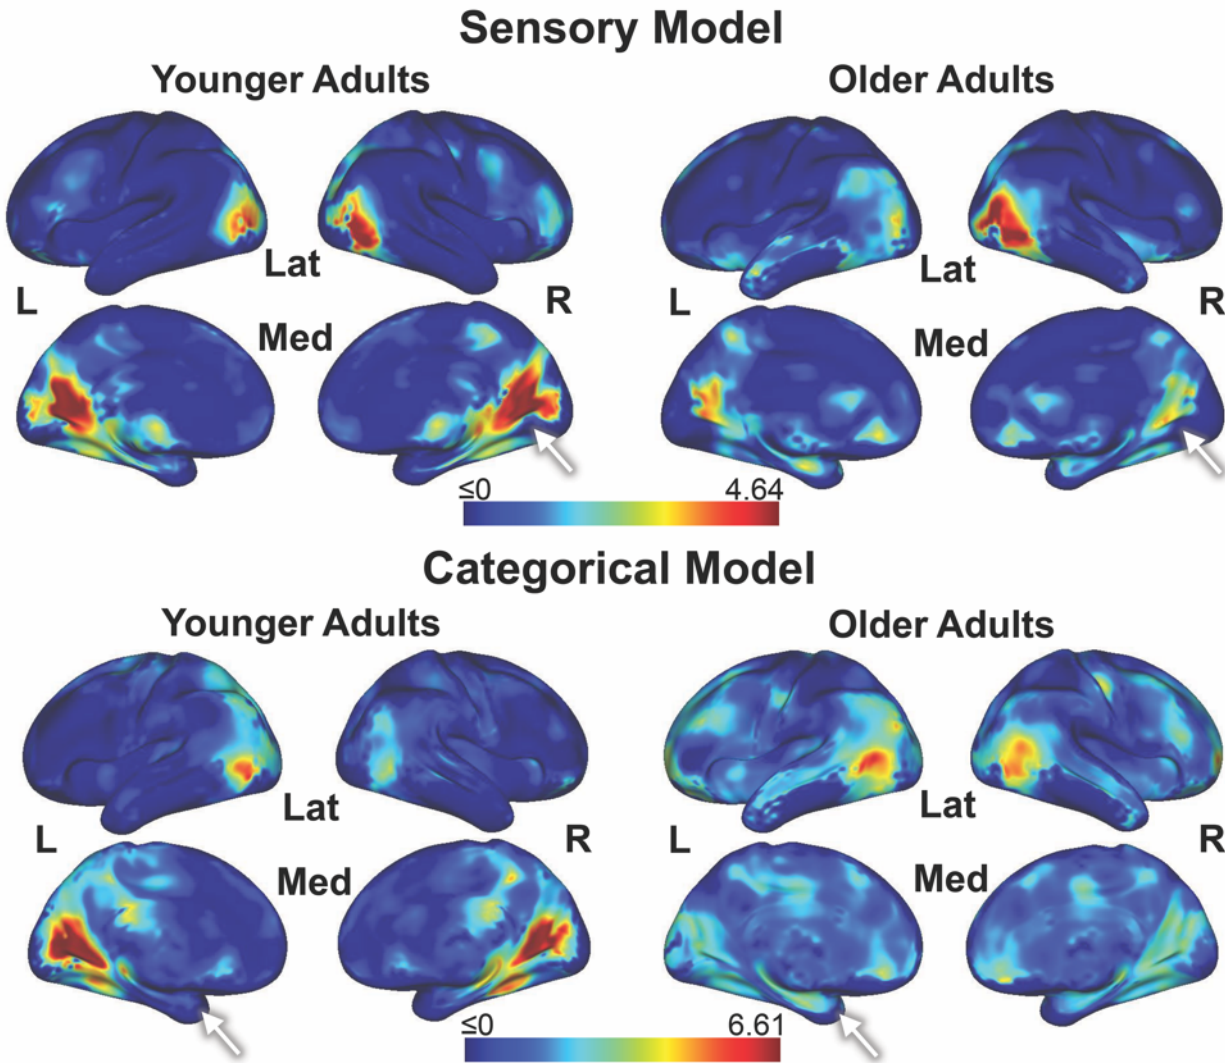 Sensory Model
Younger Adults
Older Adults
Lat
Lat
L
R
L
R
Med
Med
≤0
4.64
Categorical Model
Younger Adults
Older Adults
Lat
Lat
L
R
L
R
Med
Med
≤0
6.61